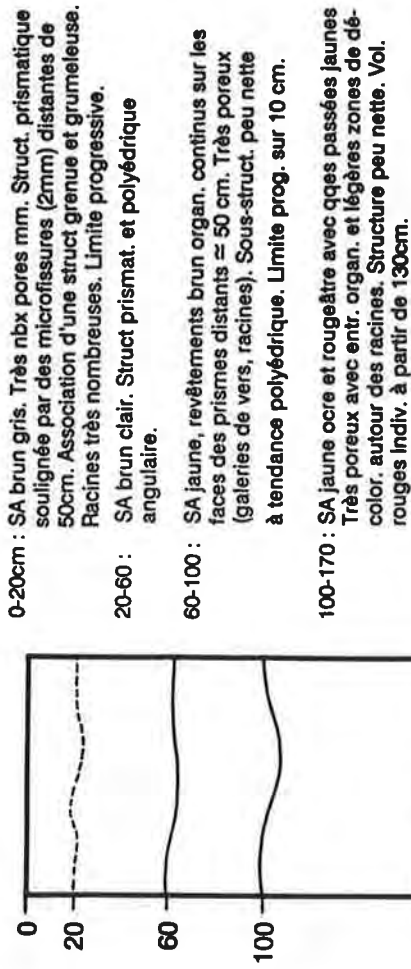 0
20
60
100
0-20cm : SA brun gris. Très nbx pores mm. Struct. prismatique
soulignée par des microfissures (2mm) distantes de
50cm. Association d'une struct grenue et grumeleuse.
Racines très nombreuses. Limite progressive.
20-60 : SA brun clair. Struct prismat. et polyédrique
angulaire.
60-100 : SA jaune, revêtements brun organ. continus sur les
faces des prismes distants ≃ 50 cm. Très poreux
(galeries de vers, racines). Sous-struct. peu nette
à tendance polyédrique. Limite prog. sur 10 cm.
100-170 : SA jaune ocre et rougeâtre avec qqes passées jaunes
Très poreux avec entr. organ. et légères zones de dé-
color. autour des racines. Structure peu nette. Vol.
rouges Indiv. à partir de 130cm.